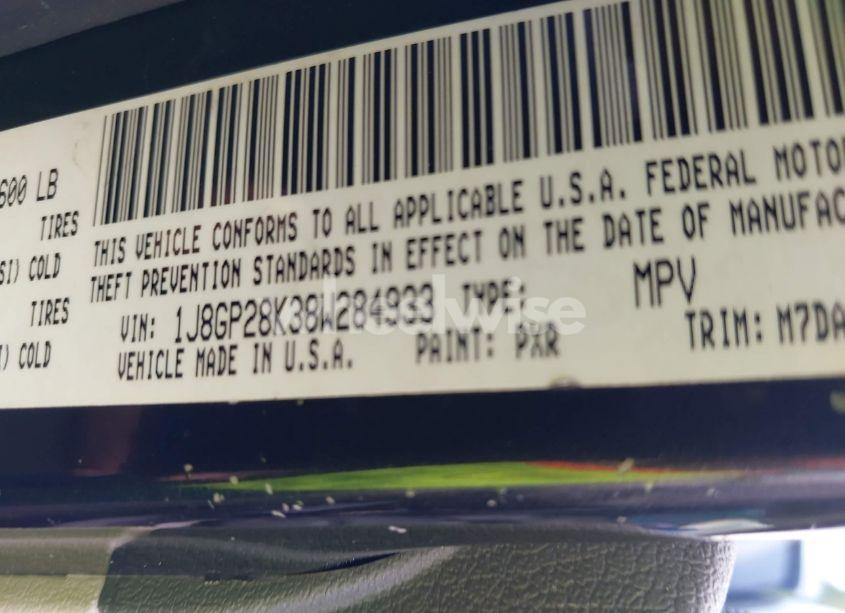 600 LB
TIRES
SI) COLD
TIRES
I) COLD
THIS VEHICLE CONFORMS TO ALL APPLICABLE U.S.A. FEDERAL MOTO
THEFT PREVENTION STANDARDS IN EFFECT ON THE DATE OF MANUFAC
VIN: 1J8GP28K38W284933 TYPE: MPV
VEHICLE MADE IN U.S.A. PAINT: PXR TRIM: M7DA